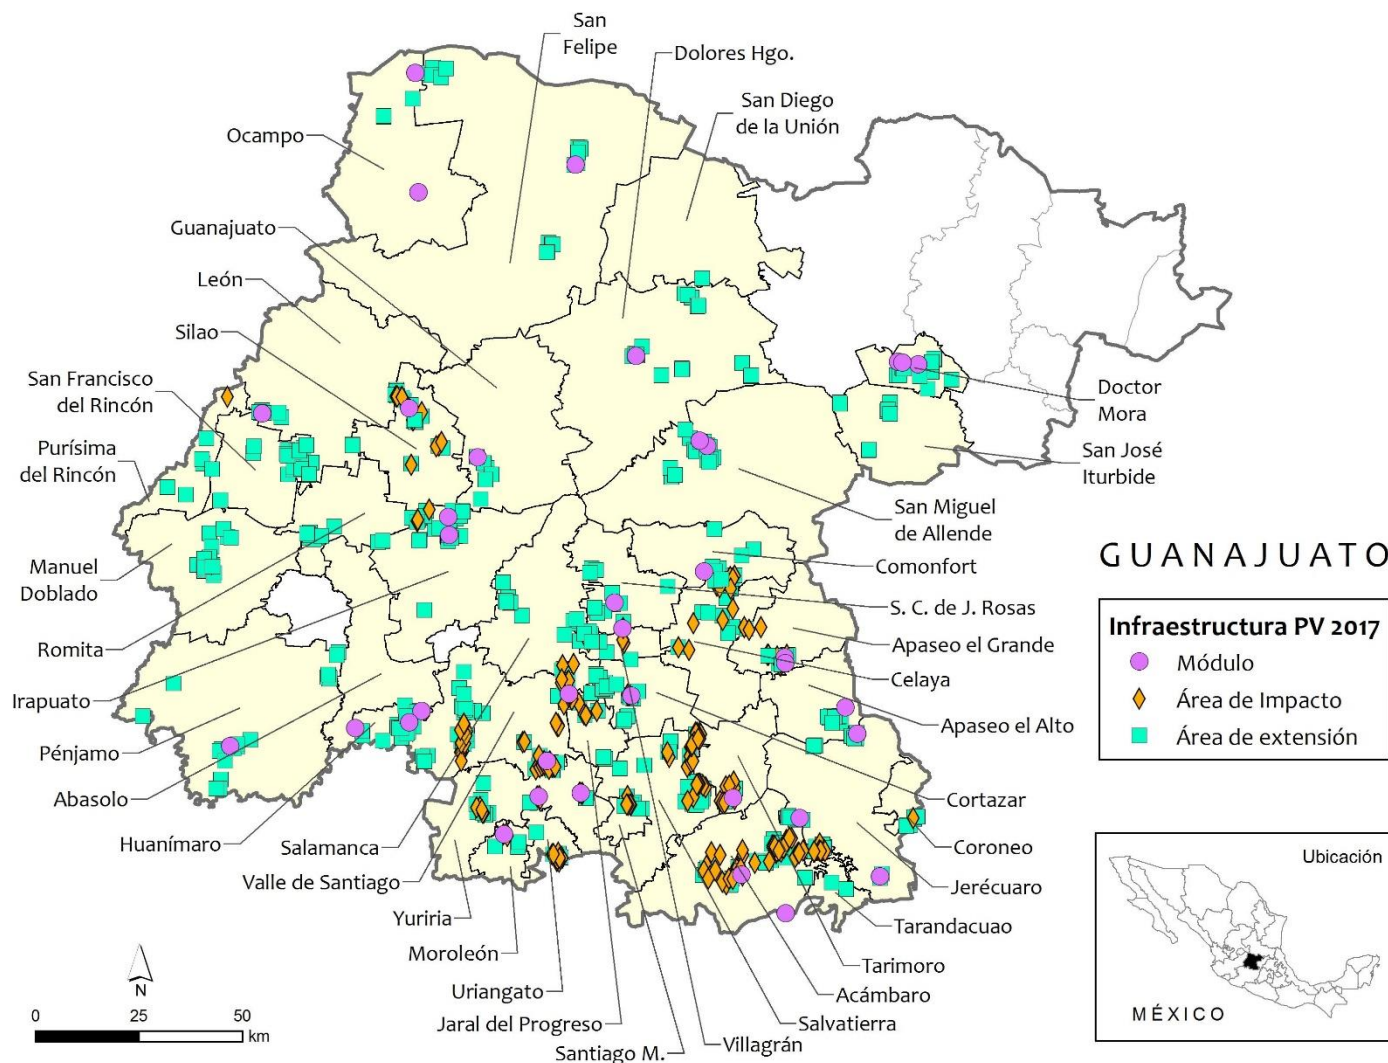 San
Felipe
Dolores Hgo.
San Diego
de la Unión
Ocampo
Guanajuato
León
Silao
San Francisco
del Rincón
Purísima
del Rincón
Manuel
Doblado
Romita
Irapuato
Pénjamo
Abasolo
Huanímaro
Salamanca
Valle de Santiago
Yuriria
Moroleón
Uriangato
Jaral del Progreso
Santiago M.
Villagrán
Salvatierra
Acámbaro
Tarimoro
Tarandacuao
Jerécuaro
Coroneo
Cortazar
Apaseo el Alto
Celaya
Apaseo el Grande
S. C. de J. Rosas
Comonfort
San Miguel
de Allende
San José
Iturbide
Doctor
Mora
GUANAJUATO
Infraestructura PV 2017
Módulo
Área de Impacto
Área de extensión
Ubicación
MÉXICO
N
0 25 50
km